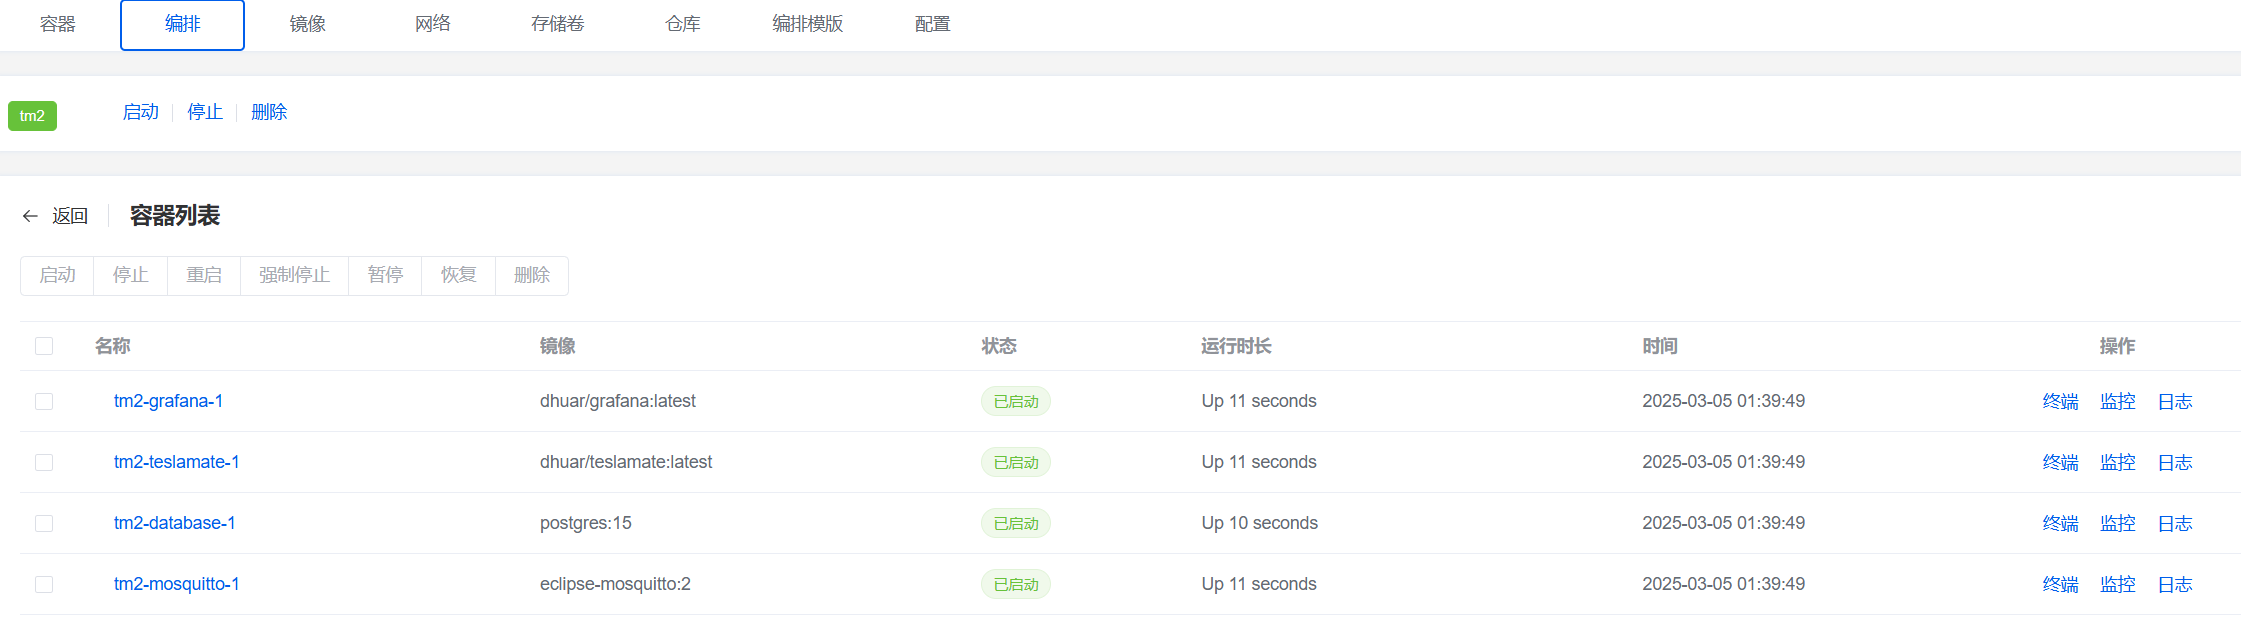 容器 编排 镜像 网络 存储卷 仓库 编排模版 配置
tm2 启动 停止 删除
返回 容器列表
启动 停止 重启 强制停止 暂停 恢复 删除
名称 镜像 状态 运行时长 时间 操作
tm2-grafana-1 dhuar/grafana:latest 已启动 Up 11 seconds 2025-03-05 01:39:49 终端 监控 日志
tm2-teslamate-1 dhuar/teslamate:latest 已启动 Up 11 seconds 2025-03-05 01:39:49 终端 监控 日志
tm2-database-1 postgres:15 已启动 Up 10 seconds 2025-03-05 01:39:49 终端 监控 日志
tm2-mosquitto-1 eclipse-mosquitto:2 已启动 Up 11 seconds 2025-03-05 01:39:49 终端 监控 日志